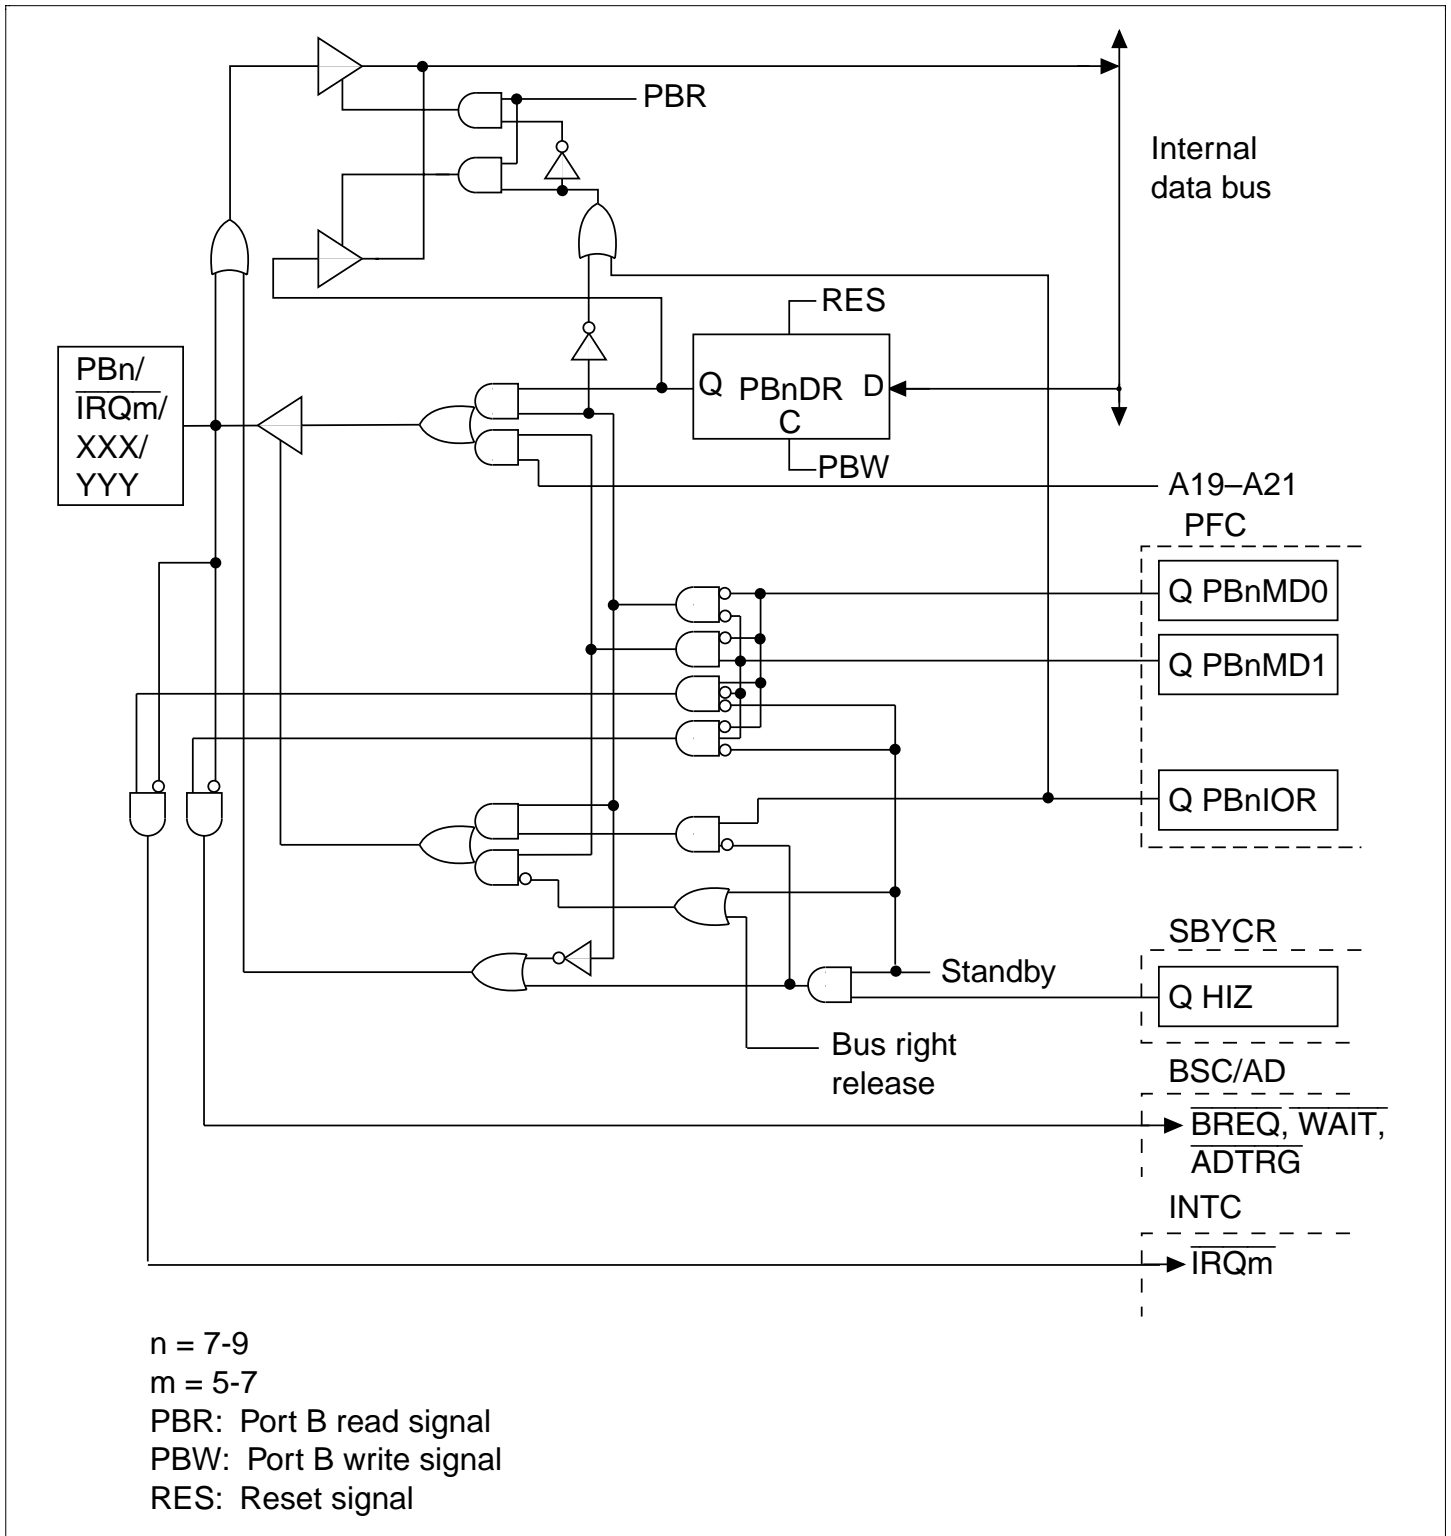 PBR
Internal
data bus
RES
PBn/
IRQm/
XXX/
YYY
Q PBnDR D
C
PBW
A19–A21
PFC
Q PBnMD0
Q PBnMD1
Q PBnIOR
SBYCR
Standby
Q HIZ
Bus right
release
BSC/AD
BREQ, WAIT,
ADTRG
INTC
IRQm
n = 7-9
m = 5-7
PBR: Port B read signal
PBW: Port B write signal
RES: Reset signal